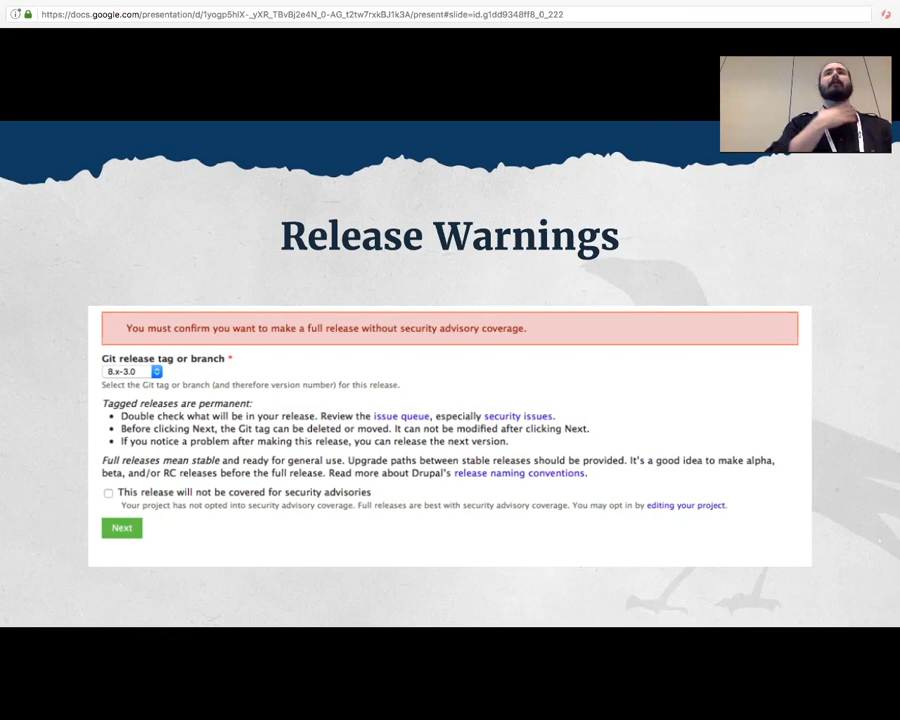 https://docs.google.com/presentation/d/1yogp5hIX-_yXR_TBvBj2e4N_0-AG_t2tw7rxkBJ1k3A/present#slide=id.g1dd9348ff8_0_222
Release Warnings
You must confirm you want to make a full release without security advisory coverage.
Git release tag or branch *
8.x-3.0
Select the Git tag or branch (and therefore version number) for this release.
Tagged releases are permanent:
• Double check what will be in your release. Review the issue queue, especially security issues.
• Before clicking Next, the Git tag can be deleted or moved. It can not be modified after clicking Next.
• If you notice a problem after making this release, you can release the next version.
Full releases mean stable and ready for general use. Upgrade paths between stable releases should be provided. It's a good idea to make alpha,
beta, and/or RC releases before the full release. Read more about Drupal's release naming conventions.
This release will not be covered for security advisories
Your project has not opted into security advisory coverage. Full releases are best with security advisory coverage. You may opt in by editing your project.
Next